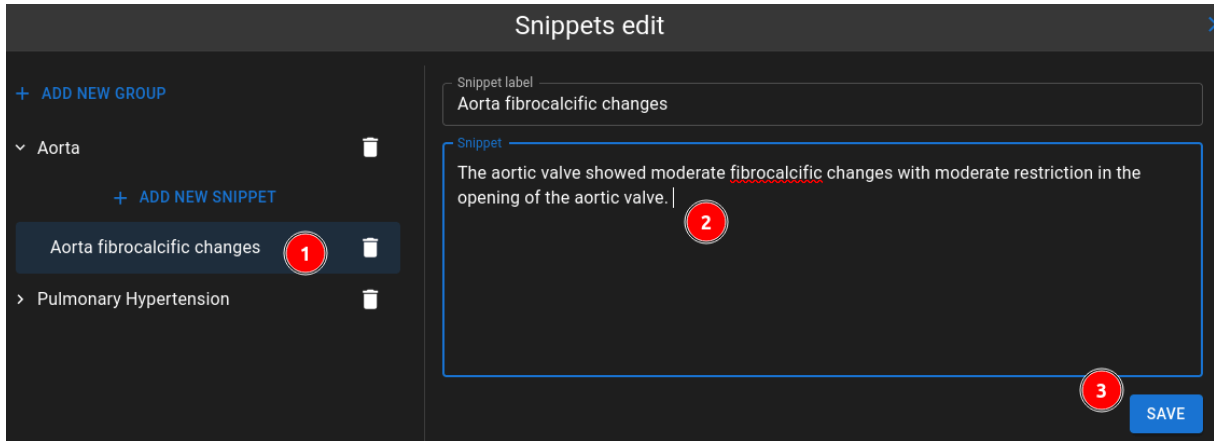 Snippets edit
+ ADD NEW GROUP
Aorta
+ ADD NEW SNIPPET
Aorta fibrocalcific changes
1
Pulmonary Hypertension
Snippet label
Aorta fibrocalcific changes
Snippet
The aortic valve showed moderate fibrocalcific changes with moderate restriction in the
opening of the aortic valve.
2
3
SAVE